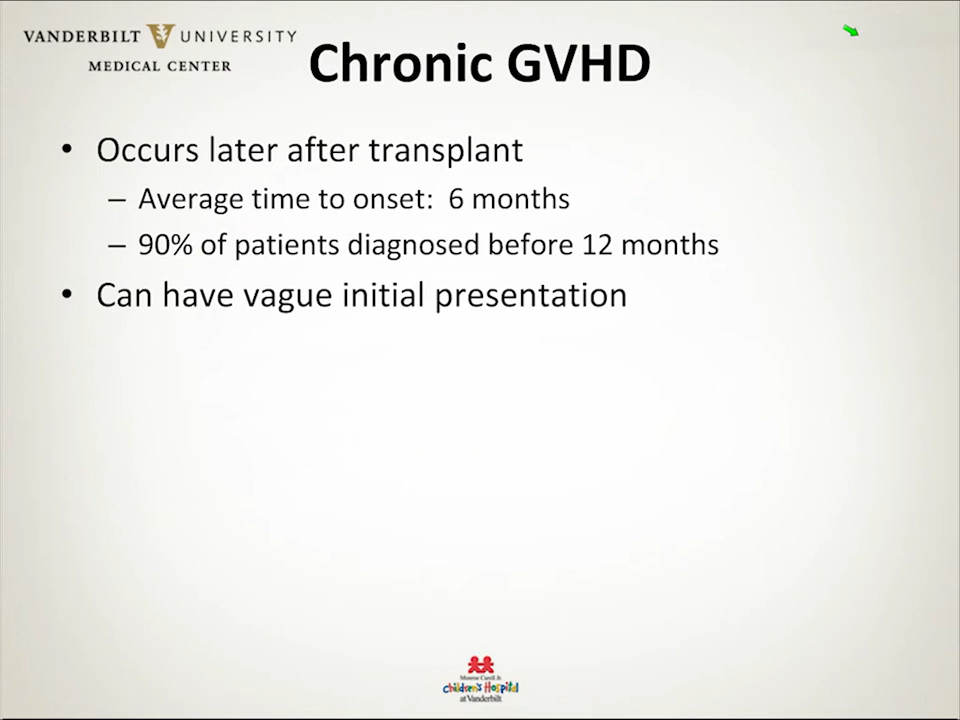 VANDERBILT V UNIVERSITY
MEDICAL CENTER
Chronic GVHD
• Occurs later after transplant
– Average time to onset: 6 months
– 90% of patients diagnosed before 12 months
• Can have vague initial presentation
Monroe Carell Jr.
Children's Hospital
at Vanderbilt